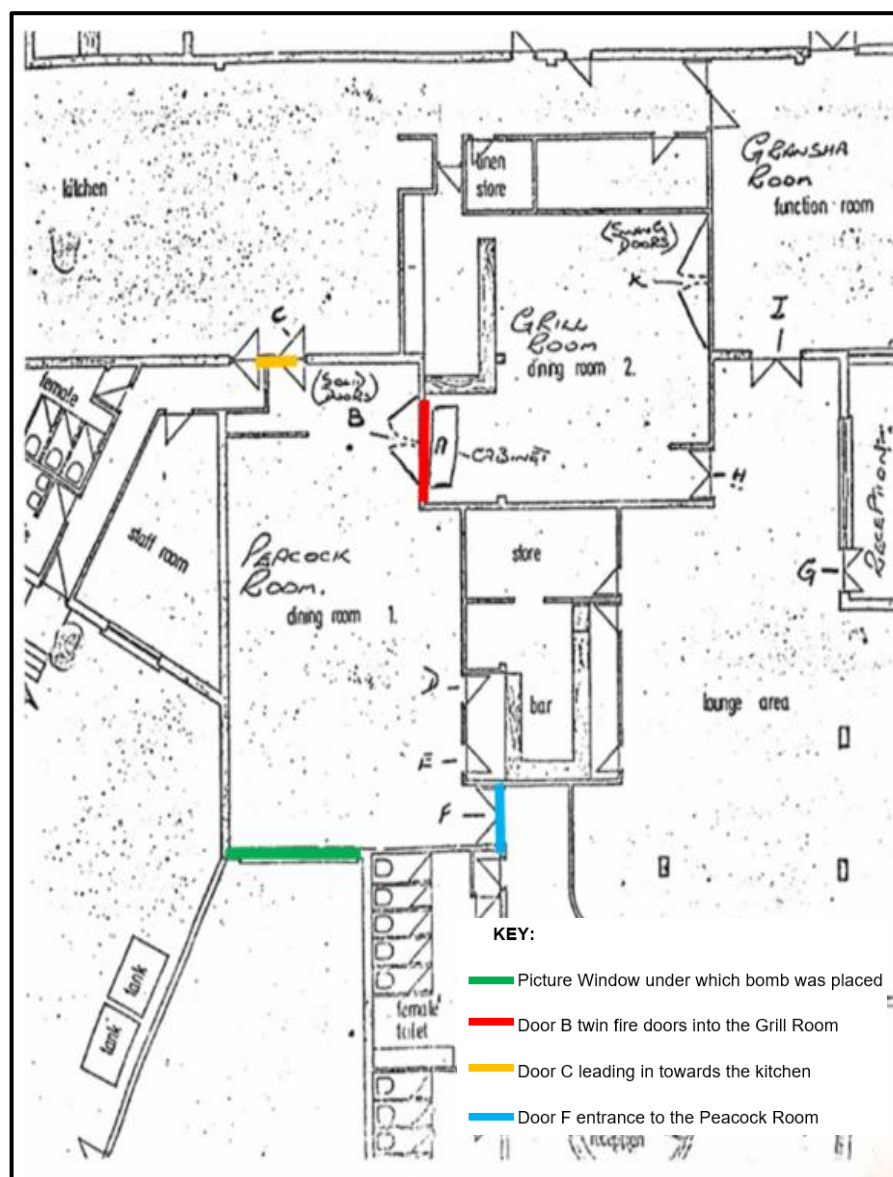 linen
store
kitchen
GRANSHA
ROOM
function room
(SWING
DOORS)
K
C
GRILL
ROOM
dining room 2.
I
female
(SOLID
DOORS)
B
A
CABINET
H
RECEPTION
staff room
PEACOCK
ROOM.
dining room 1.
store
G
D
bar
lounge area
E
F
tank
tank
female
toilet
reception
KEY:
Picture Window under which bomb was placed
Door B twin fire doors into the Grill Room
Door C leading in towards the kitchen
Door F entrance to the Peacock Room